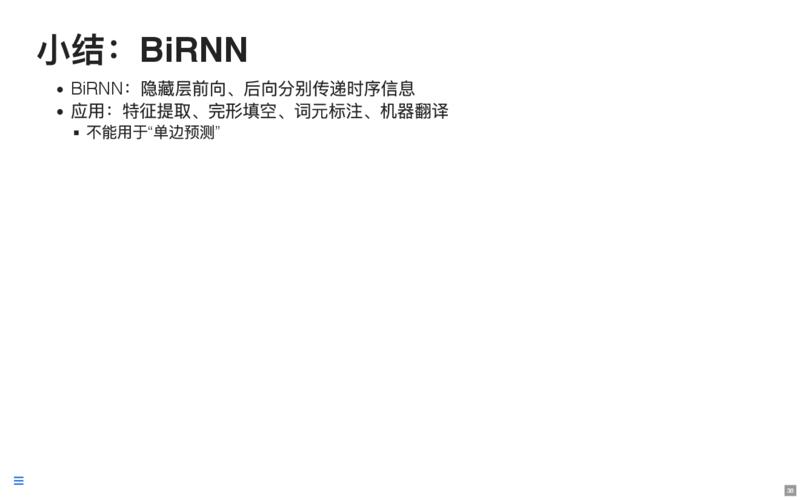 小结：BiRNN
BiRNN：隐藏层前向、后向分别传递时序信息
应用：特征提取、完形填空、词元标注、机器翻译
不能用于“单边预测”